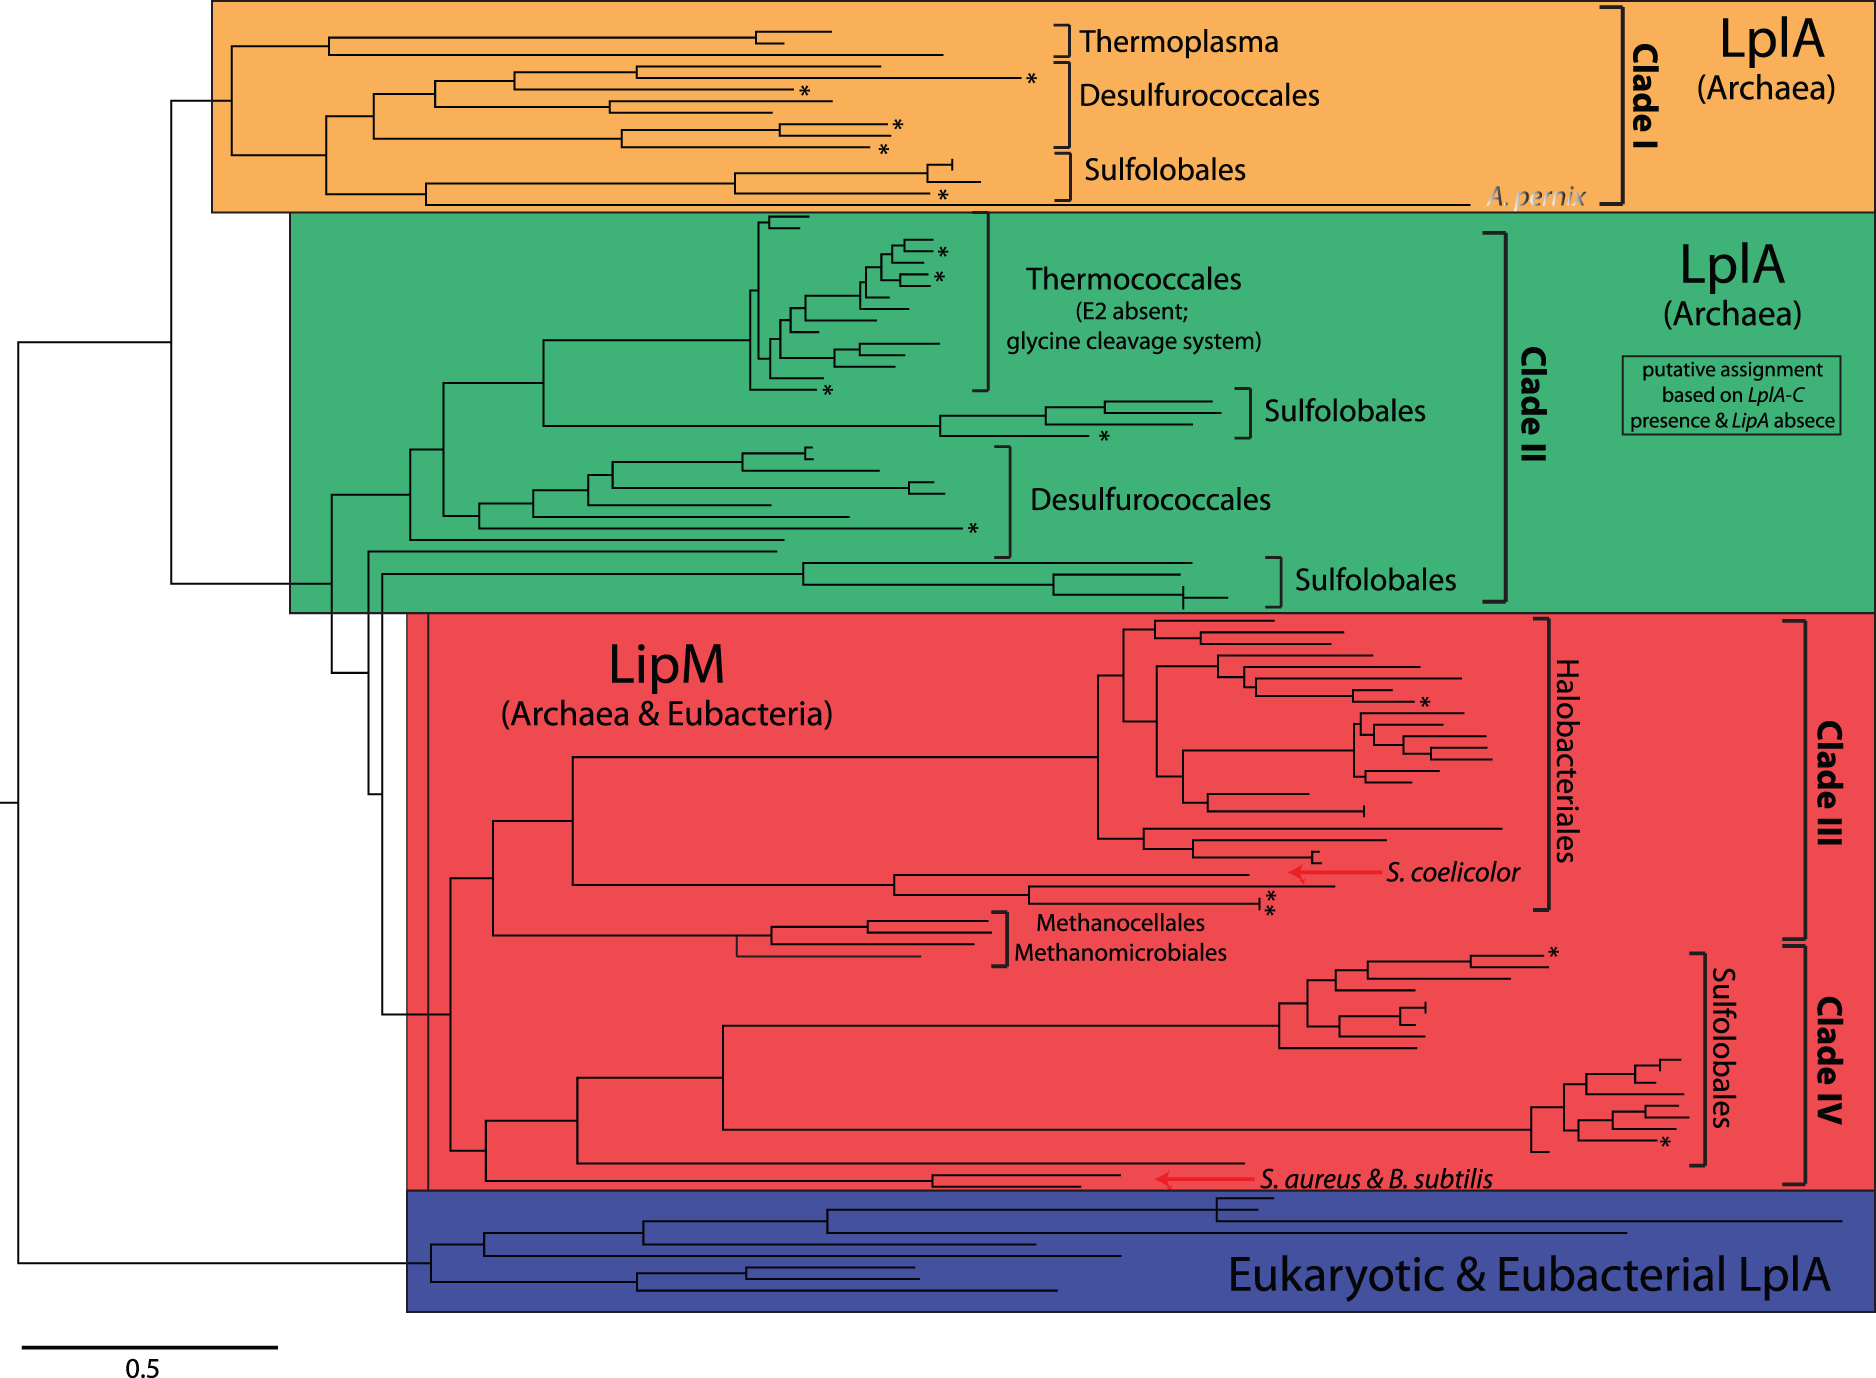 Thermoplasma
*
*
Desulfurococcales
*
*
Sulfolobales
*
A. pernix
Clade I
LplA
(Archaea)
*
*
Thermococcales
(E2 absent;
glycine cleavage system)
*
Sulfolobales
*
Desulfurococcales
*
Sulfolobales
Clade II
LplA
(Archaea)
putative assignment
based on LplA-C
presence & LipA absece
LipM
(Archaea & Eubacteria)
*
Halobacteriales
S. coelicolor
*
*
Methanocellales
Methanomicrobiales
Clade III
*
Sulfolobales
*
S. aureus & B. subtilis
Clade IV
Eukaryotic & Eubacterial LplA
0.5